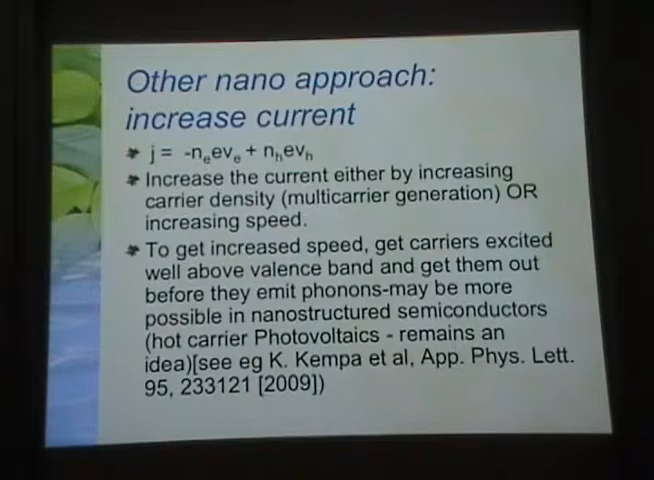 Other nano approach:
increase current
j = -nₑevₑ + nₕevₕ
Increase the current either by increasing
carrier density (multicarrier generation) OR
increasing speed.
To get increased speed, get carriers excited
well above valence band and get them out
before they emit phonons-may be more
possible in nanostructured semiconductors
(hot carrier Photovoltaics - remains an
idea)[see eg K. Kempa et al, App. Phys. Lett.
95, 233121 [2009])